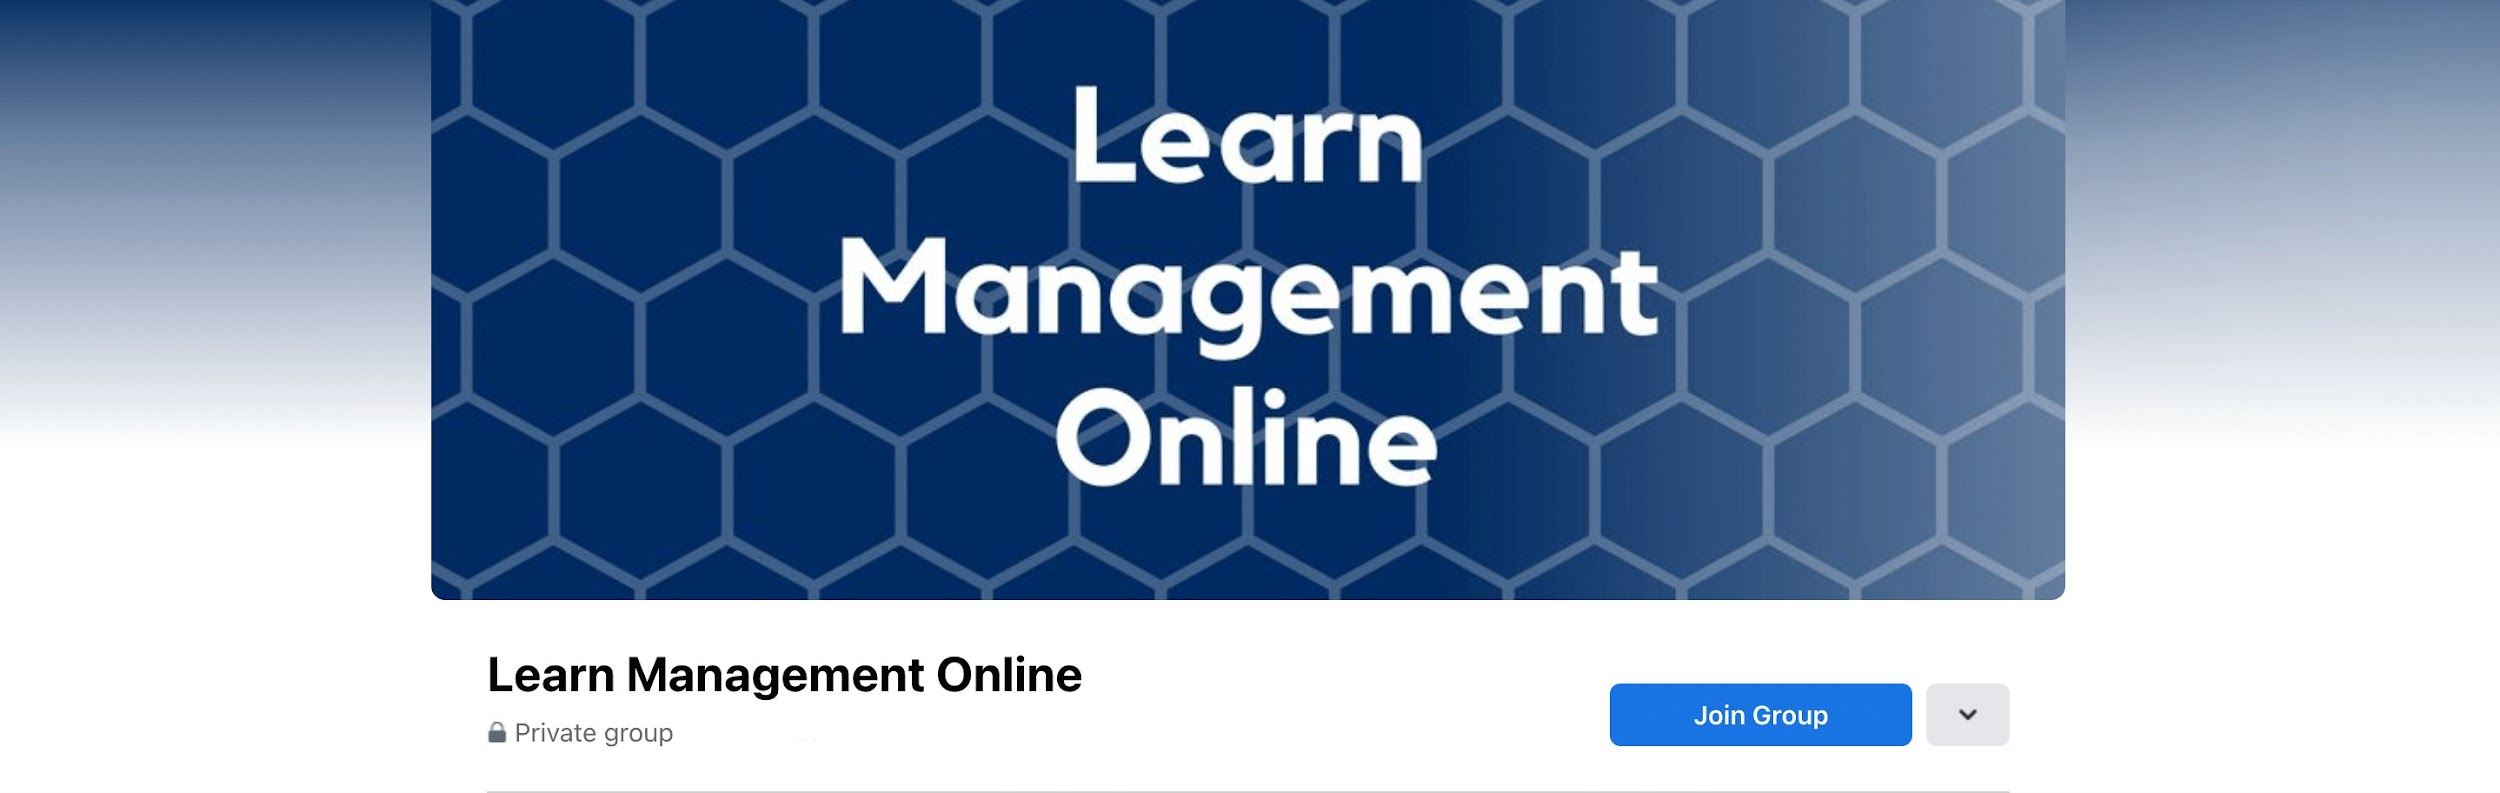 Learn
Management
Online
Learn Management Online
Private group
Join Group